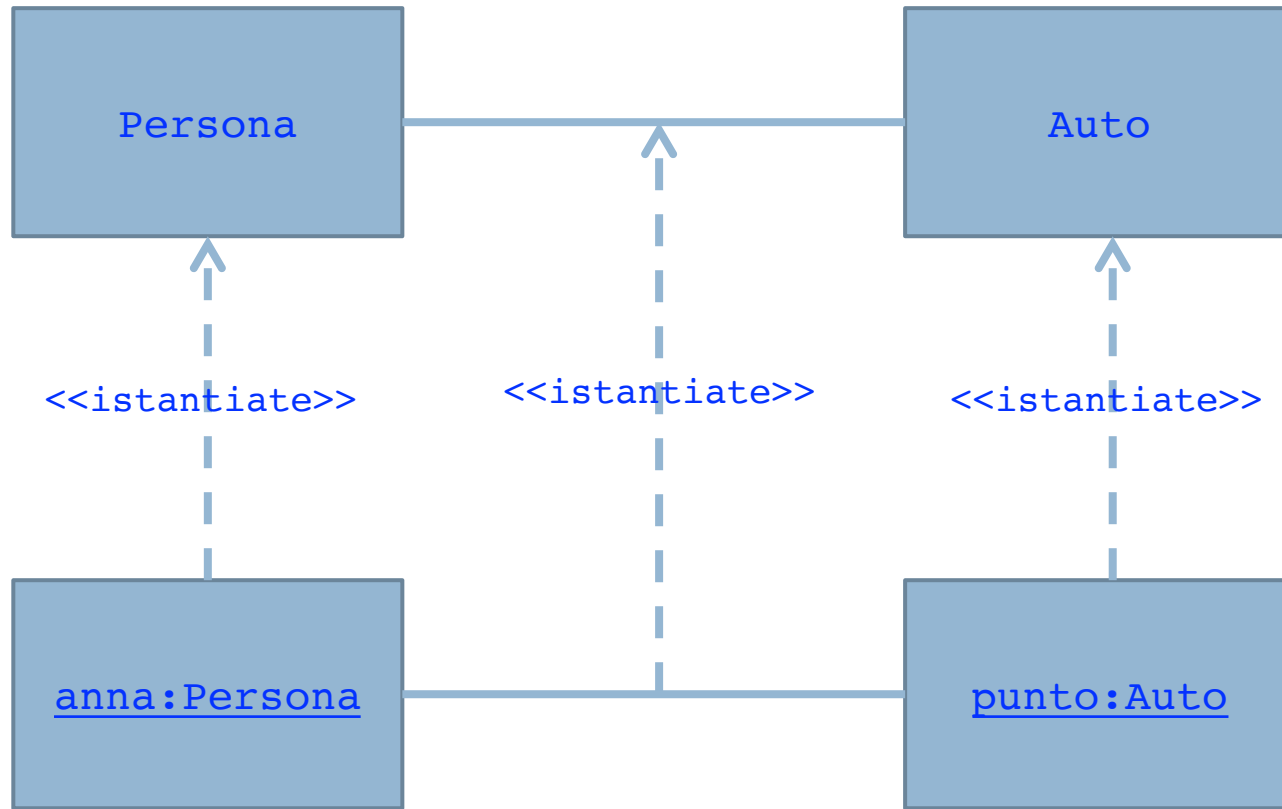 Persona
Auto
<<istantiate>>
<<istantiate>>
<<istantiate>>
anna:Persona
punto:Auto